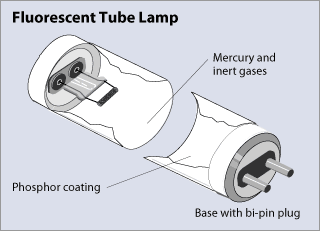 Fluorescent Tube Lamp
Mercury and
inert gases
Phosphor coating
Base with bi-pin plug